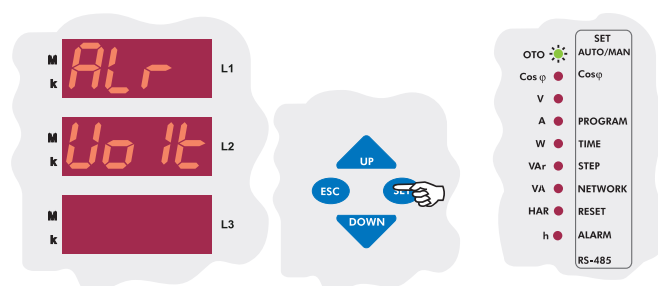 M
k
ALr
L1
M
k
Volt
L2
M
k
L3
UP
ESC
SET
DOWN
SET
OTO AUTO/MAN
Cos φ Cosφ
V
A PROGRAM
W TIME
VAr STEP
VA NETWORK
HAR RESET
h ALARM
RS-485